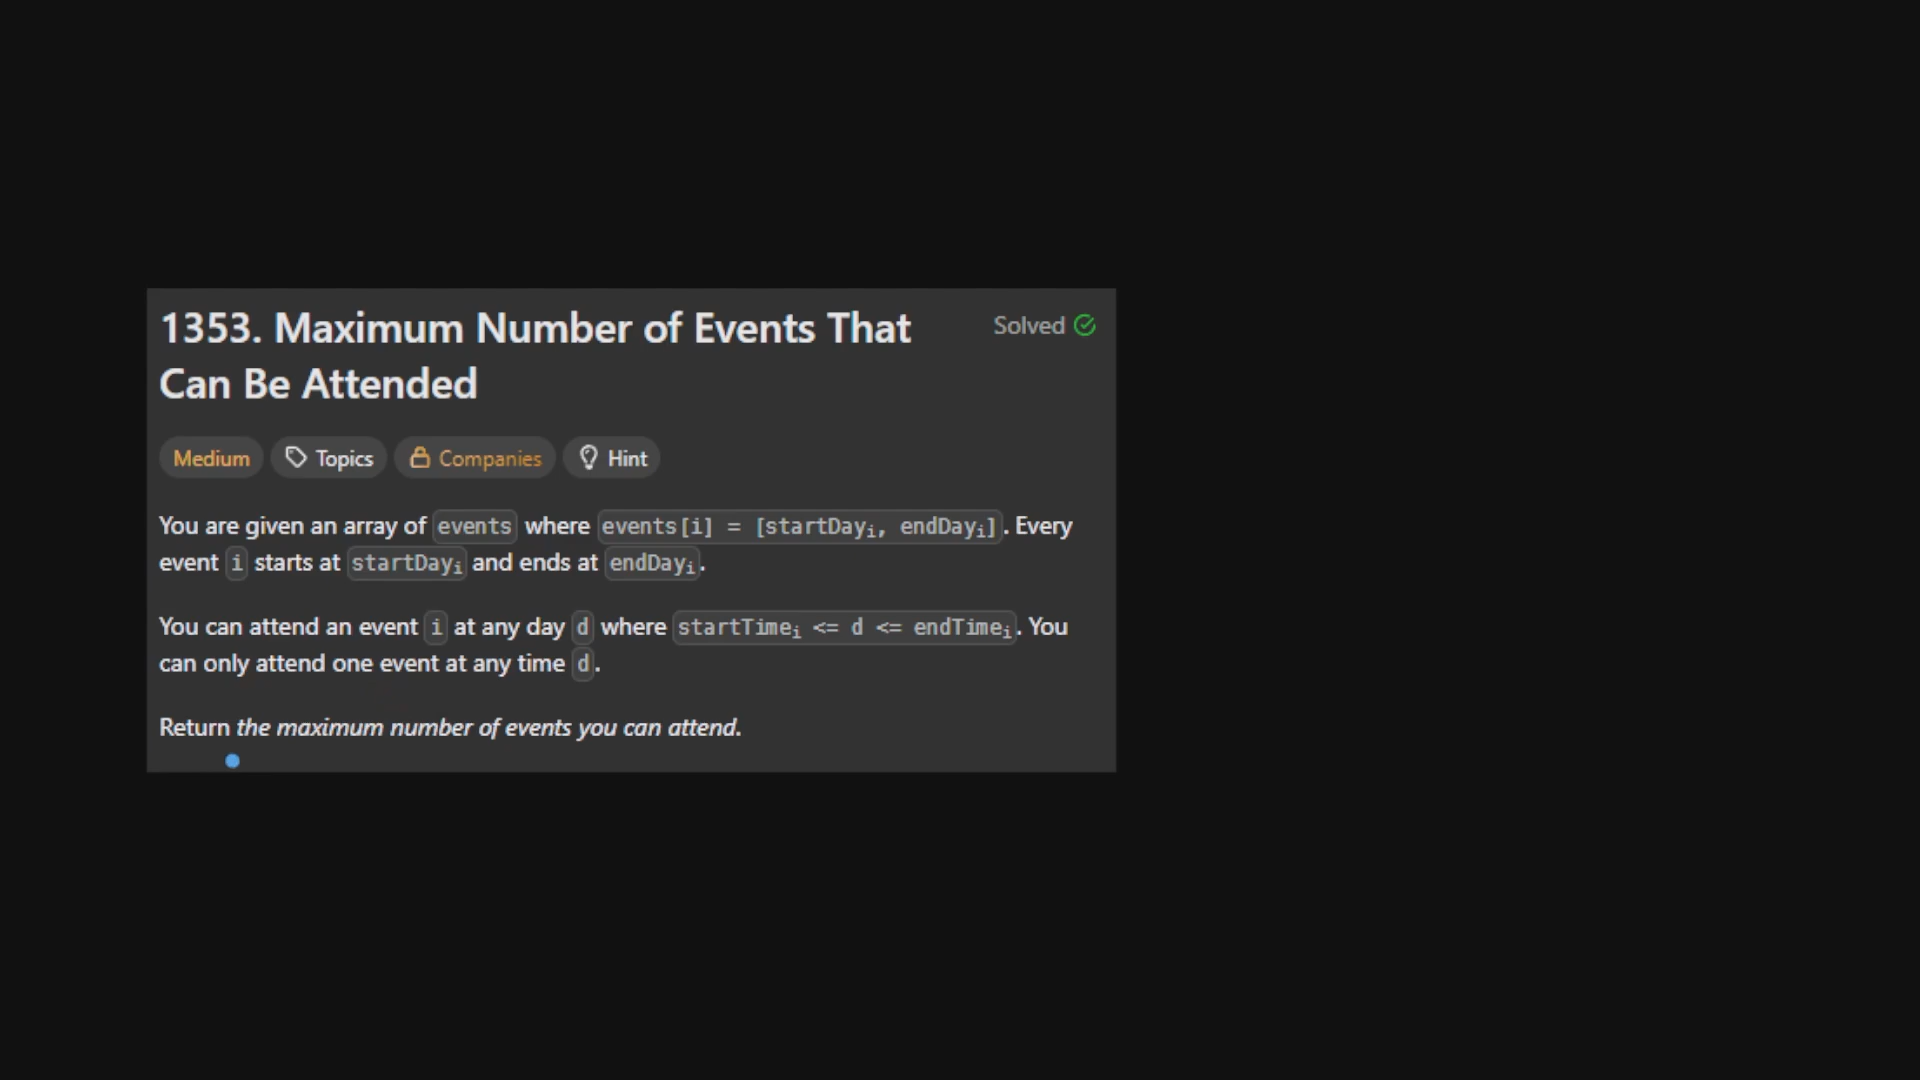 1353. Maximum Number of Events That
Can Be Attended
Solved
Medium Topics Companies Hint
You are given an array of events where events[i] = [startDayᵢ, endDayᵢ]. Every
event i starts at startDayᵢ and ends at endDayᵢ.
You can attend an event i at any day d where startTimeᵢ <= d <= endTimeᵢ. You
can only attend one event at any time d.
Return the maximum number of events you can attend.